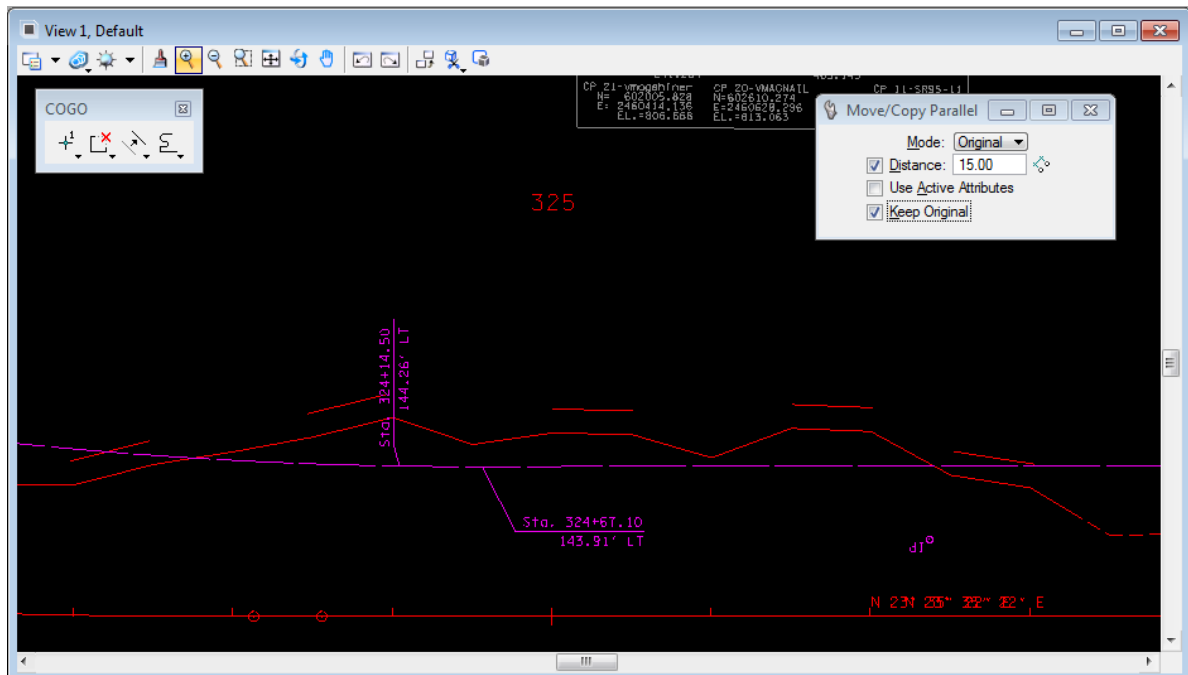 View 1, Default
COGO
CP 21-vmagshiner
N= 602005.828
E: 2460414.136
EL.=806.668
CP 20-VMAGNAIL
N=602610.274
E=2460628.296
EL.=813.063
CP 11-SR95-L1
Move/Copy Parallel
Mode: Original
Distance: 15.00
Use Active Attributes
Keep Original
325
Sta. 324+14.50
144.26' LT
Sta. 324+67.10
143.91' LT
IP